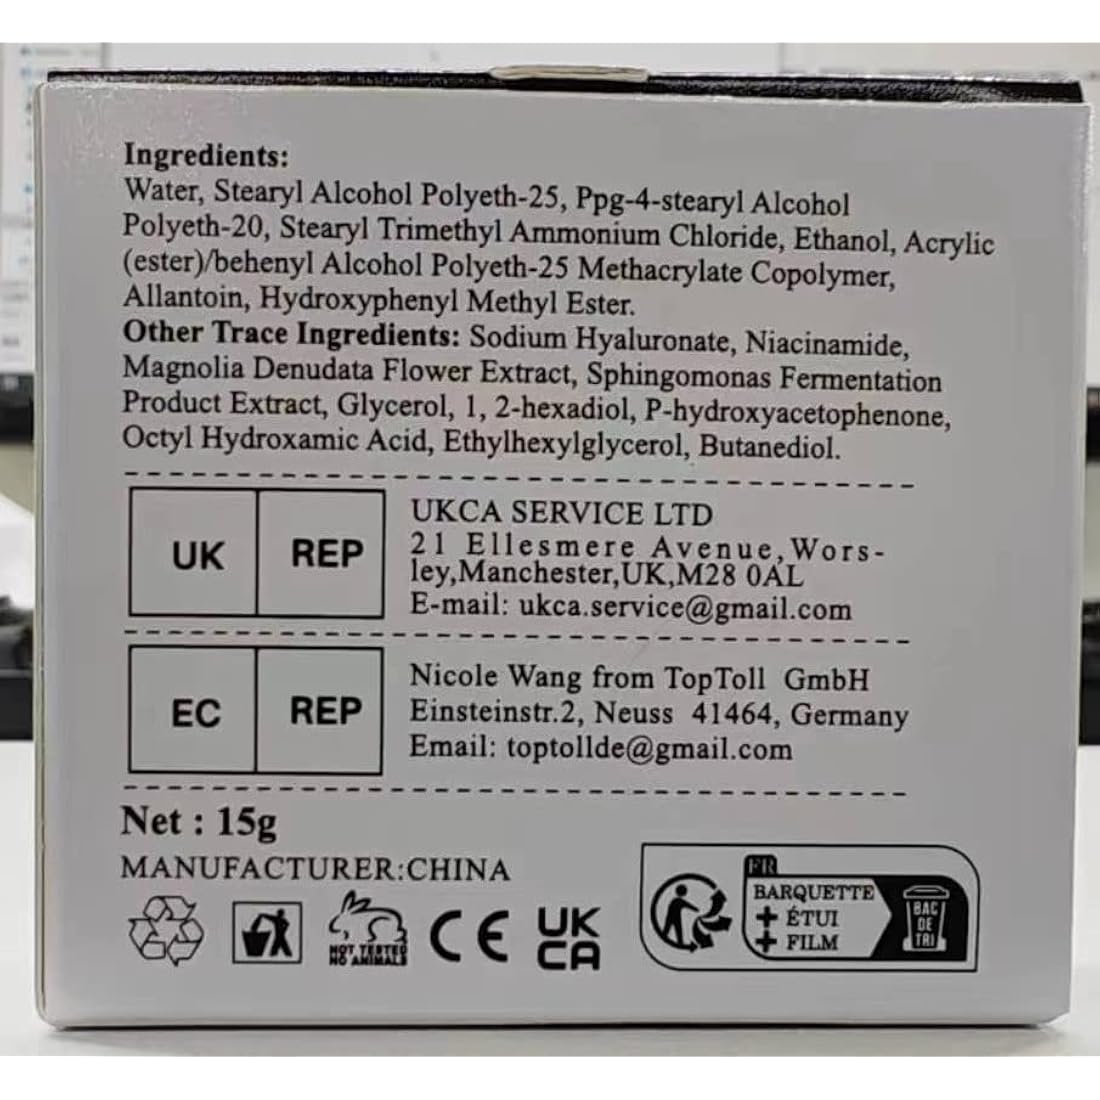 Ingredients:
Water, Stearyl Alcohol Polyeth-25, Ppg-4-stearyl Alcohol
Polyeth-20, Stearyl Trimethyl Ammonium Chloride, Ethanol, Acrylic
(ester)/behenyl Alcohol Polyeth-25 Methacrylate Copolymer,
Allantoin, Hydroxyphenyl Methyl Ester.
Other Trace Ingredients: Sodium Hyaluronate, Niacinamide,
Magnolia Denudata Flower Extract, Sphingomonas Fermentation
Product Extract, Glycerol, 1, 2-hexadiol, P-hydroxyacetophenone,
Octyl Hydroxamic Acid, Ethylhexylglycerol, Butanediol.
UK REP
UKCA SERVICE LTD
21 Ellesmere Avenue,Wors-
ley,Manchester,UK,M28 0AL
E-mail: ukca.service@gmail.com
EC REP
Nicole Wang from TopToll GmbH
Einsteinstr.2, Neuss 41464, Germany
Email: toptollde@gmail.com
Net : 15g
MANUFACTURER:CHINA
NOT TESTED
NO ANIMALS
CE
UK
CA
FR
BARQUETTE
+ ÉTUI
+ FILM
BAC
DE
TRI